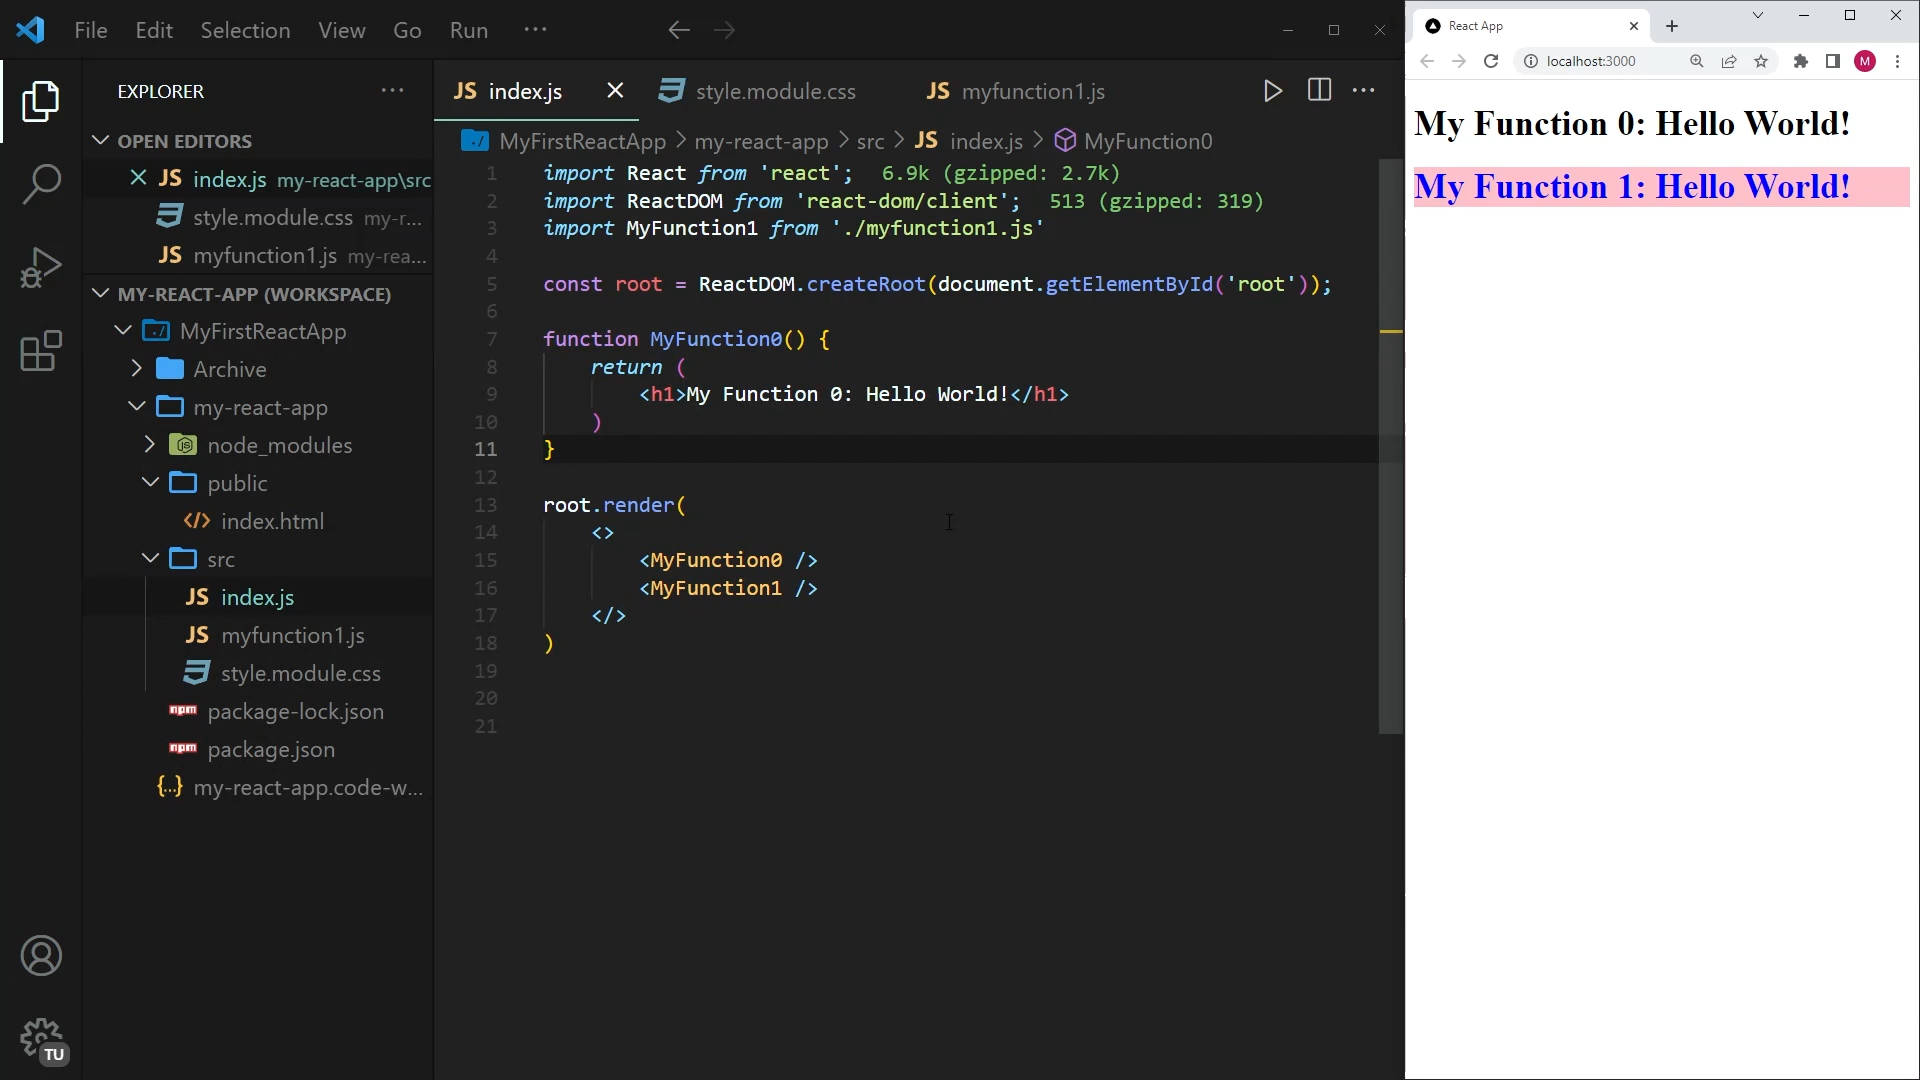 File Edit Selection View Go Run ···
EXPLORER ···
OPEN EDITORS
JS index.js my-react-app\src
style.module.css my-r...
JS myfunction1.js my-rea...
MY-REACT-APP (WORKSPACE)
MyFirstReactApp
Archive
my-react-app
node_modules
public
index.html
src
JS index.js
JS myfunction1.js
style.module.css
npm package-lock.json
npm package.json
{..} my-react-app.code-w...
TU
JS index.js style.module.css JS myfunction1.js ···
MyFirstReactApp > my-react-app > src > JS index.js > MyFunction0
1 import React from 'react'; 6.9k (gzipped: 2.7k)
2 import ReactDOM from 'react-dom/client'; 513 (gzipped: 319)
3 import MyFunction1 from './myfunction1.js'
4
5 const root = ReactDOM.createRoot(document.getElementById('root'));
6
7 function MyFunction0() {
8 return (
9 <h1>My Function 0: Hello World!</h1>
10 )
11 }
12
13 root.render(
14 <>
15 <MyFunction0 />
16 <MyFunction1 />
17 </>
18 )
19
20
21
React App
localhost:3000 M
My Function 0: Hello World!
My Function 1: Hello World!